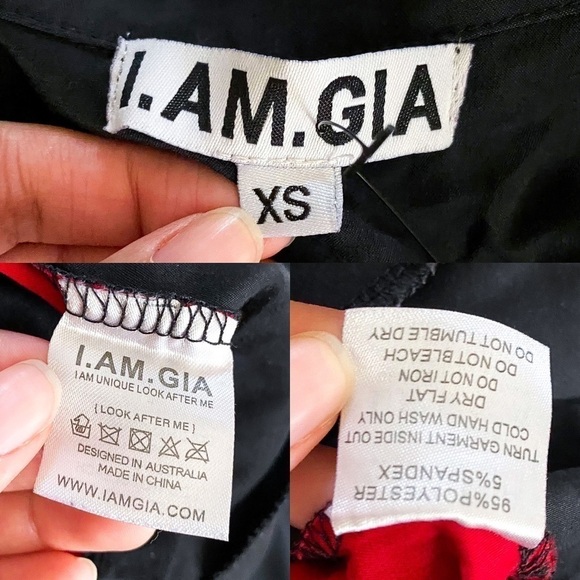 I.AM.GIA
XS
I.AM.GIA
I AM UNIQUE LOOK AFTER ME
[ LOOK AFTER ME ]
DESIGNED IN AUSTRALIA
MADE IN CHINA
WWW.IAMGIA.COM
95%POLYESTER
5%SPANDEX
TURN GARMENT INSIDE OUT
COLD HAND WASH ONLY
DRY FLAT
DO NOT IRON
DO NOT BLEACH
DO NOT TUMBLE DRY